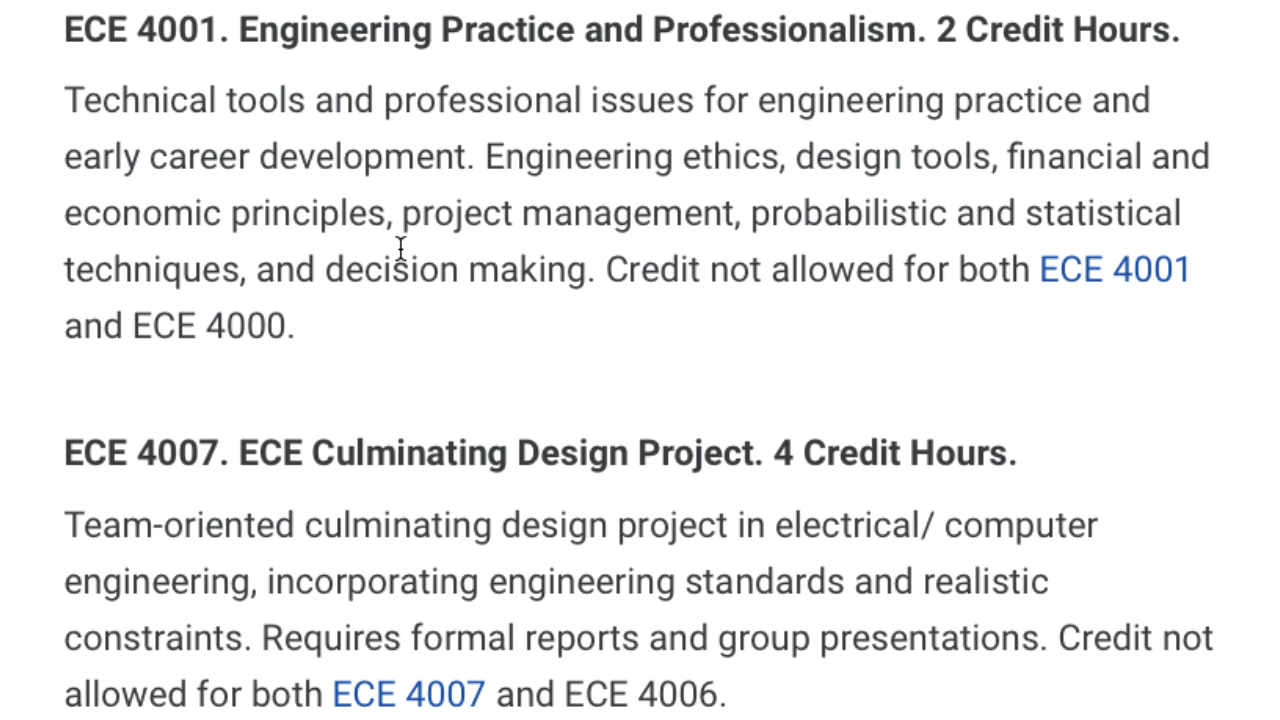 ECE 4001. Engineering Practice and Professionalism. 2 Credit Hours.
Technical tools and professional issues for engineering practice and
early career development. Engineering ethics, design tools, financial and
economic principles, project management, probabilistic and statistical
techniques, and decision making. Credit not allowed for both ECE 4001
and ECE 4000.
ECE 4007. ECE Culminating Design Project. 4 Credit Hours.
Team-oriented culminating design project in electrical/ computer
engineering, incorporating engineering standards and realistic
constraints. Requires formal reports and group presentations. Credit not
allowed for both ECE 4007 and ECE 4006.